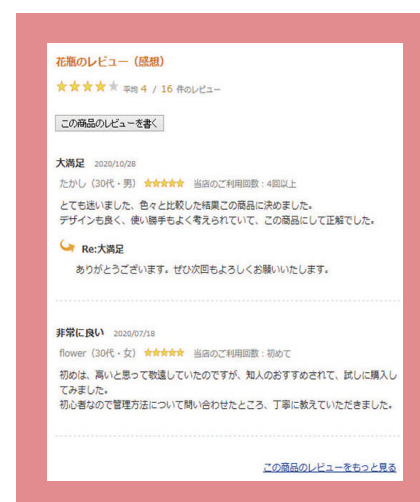 花瓶のレビュー（感想）
★★★★★ 平均 4 / 16 件のレビュー
この商品のレビューを書く
大満足 2020/10/28
たかし（30代・男） ★★★★★ 当店のご利用回数：4回以上
とても迷いました、色々と比較した結果この商品に決めました。
デザインも良く、使い勝手もよく考えられていて、この商品にして正解でした。
Re:大満足
ありがとうございます。ぜひ次回もよろしくお願いいたします。
非常に良い 2020/07/18
flower（30代・女） ★★★★★ 当店のご利用回数：初めて
初めは、高いと思って敬遠していたのですが、知人のおすすめされて、試しに購入し
てみました。
初心者なので管理方法について問い合わせたところ、丁寧に教えていただきました。
この商品のレビューをもっと見る